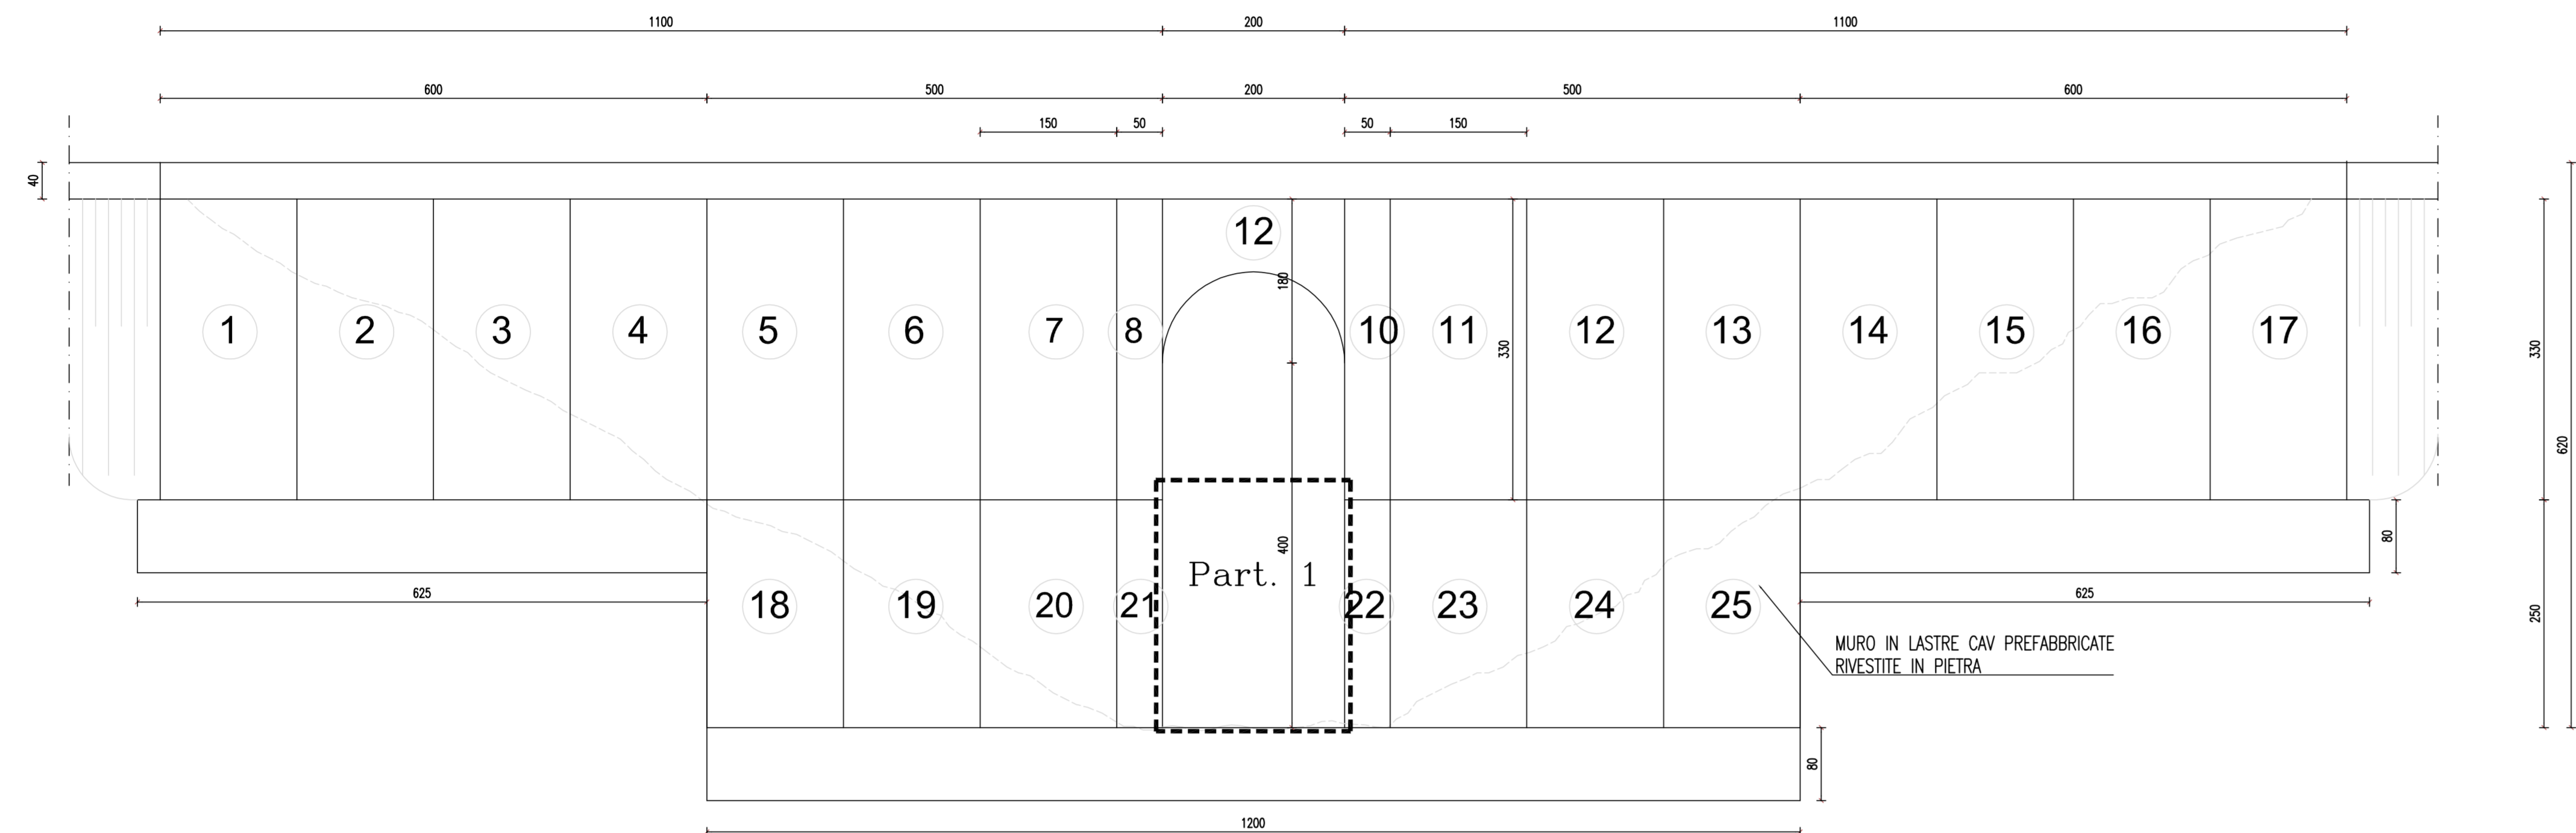 1100 200 1100
600 500 200 500 600
150 50 50 150
40
12
180
1 2 3 4 5 6 7 8 10 11 12 13 14 15 16 17
330 330
620
400
80
Part. 1
625 625
18 19 20 21 22 23 24 25
250
MURO IN LASTRE CAV PREFABBRICATE
RIVESTITE IN PIETRA
80
1200